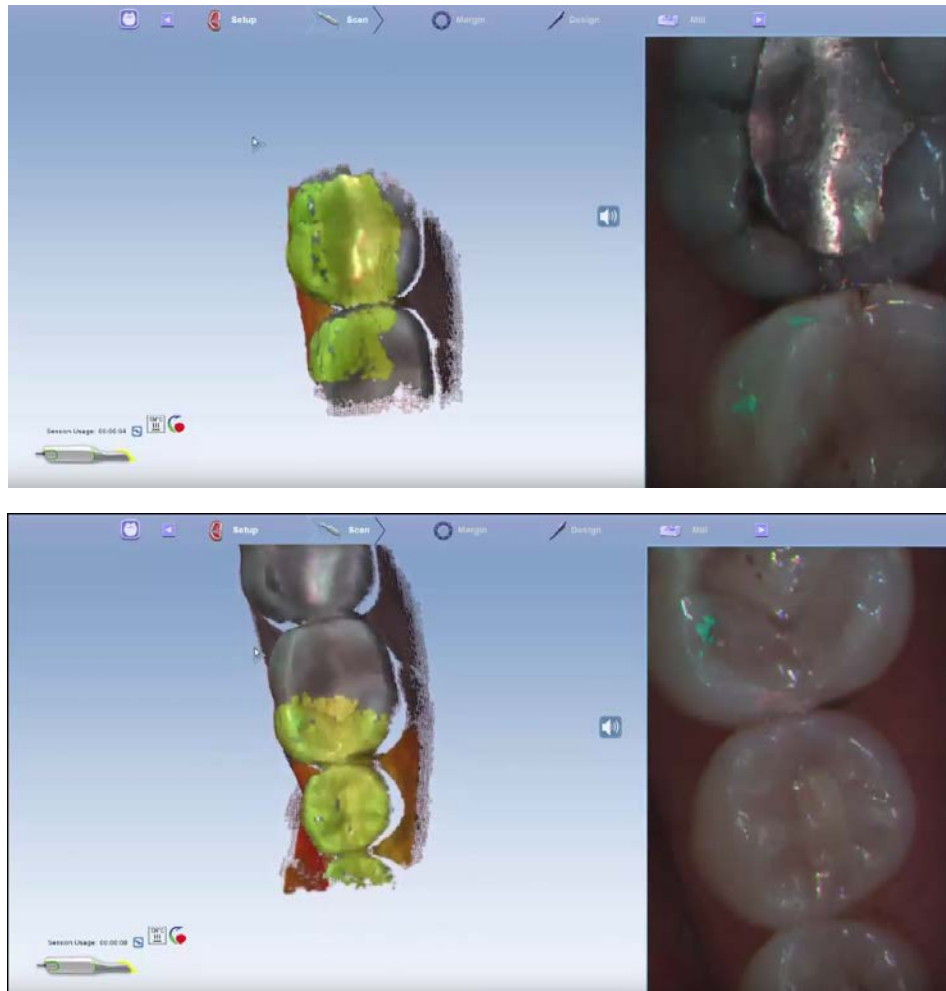 Setup Scan Margin Design Mill
Session Usage: 00:00:04
Setup Scan Margin Design Mill
Session Usage: 00:00:08